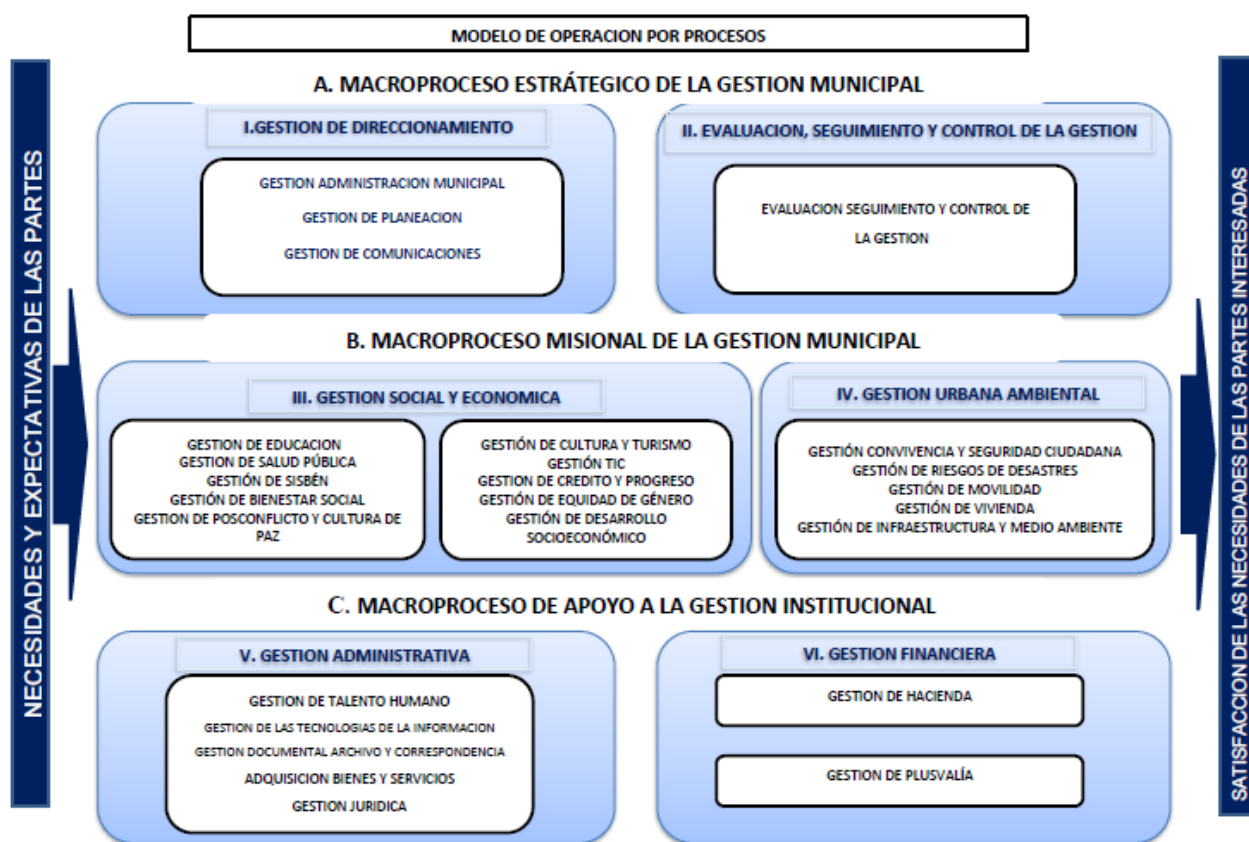 MODELO DE OPERACION POR PROCESOS
NECESIDADES Y EXPECTATIVAS DE LAS PARTES
A. MACROPROCESO ESTRÁTEGICO DE LA GESTION MUNICIPAL
I.GESTION DE DIRECCIONAMIENTO
GESTION ADMINISTRACION MUNICIPAL
GESTION DE PLANEACION
GESTION DE COMUNICACIONES
II. EVALUACION, SEGUIMIENTO Y CONTROL DE LA GESTION
EVALUACION SEGUIMIENTO Y CONTROL DE
LA GESTION
B. MACROPROCESO MISIONAL DE LA GESTION MUNICIPAL
III. GESTION SOCIAL Y ECONOMICA
GESTION DE EDUCACION
GESTION DE SALUD PÚBLICA
GESTIÓN DE SISBÉN
GESTIÓN DE BIENESTAR SOCIAL
GESTION DE POSCONFLICTO Y CULTURA DE
PAZ
GESTIÓN DE CULTURA Y TURISMO
GESTIÓN TIC
GESTION DE CREDITO Y PROGRESO
GESTIÓN DE EQUIDAD DE GÉNERO
GESTIÓN DE DESARROLLO
SOCIOECONÓMICO
IV. GESTION URBANA AMBIENTAL
GESTIÓN CONVIVENCIA Y SEGURIDAD CIUDADANA
GESTIÓN DE RIESGOS DE DESASTRES
GESTIÓN DE MOVILIDAD
GESTIÓN DE VIVIENDA
GESTIÓN DE INFRAESTRUCTURA Y MEDIO AMBIENTE
C. MACROPROCESO DE APOYO A LA GESTION INSTITUCIONAL
V. GESTION ADMINISTRATIVA
GESTION DE TALENTO HUMANO
GESTION DE LAS TECNOLOGIAS DE LA INFORMACION
GESTION DOCUMENTAL ARCHIVO Y CORRESPONDENCIA
ADQUISICION BIENES Y SERVICIOS
GESTION JURIDICA
VI. GESTION FINANCIERA
GESTION DE HACIENDA
GESTION DE PLUSVALÍA
SATISFACCION DE LAS NECESIDADES DE LAS PARTES INTERESADAS